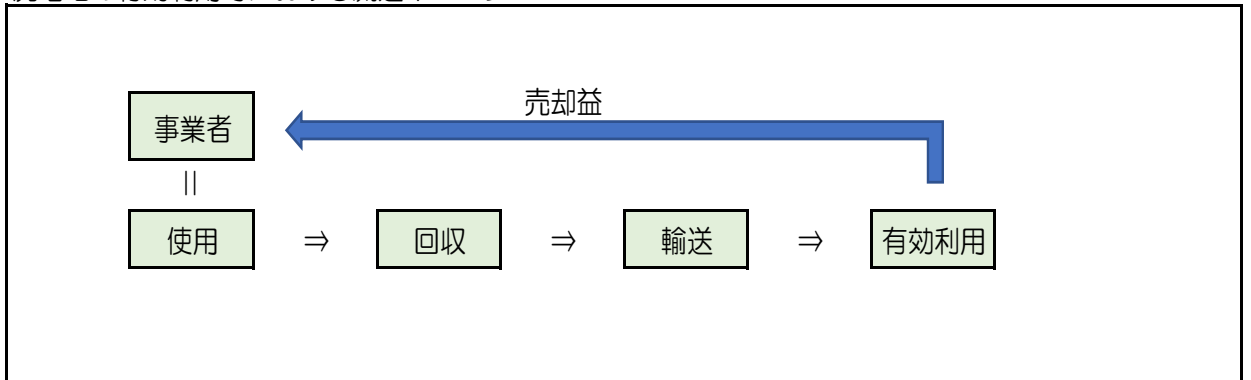 売却益
事業者
||
使用 ⇒ 回収 ⇒ 輸送 ⇒ 有効利用